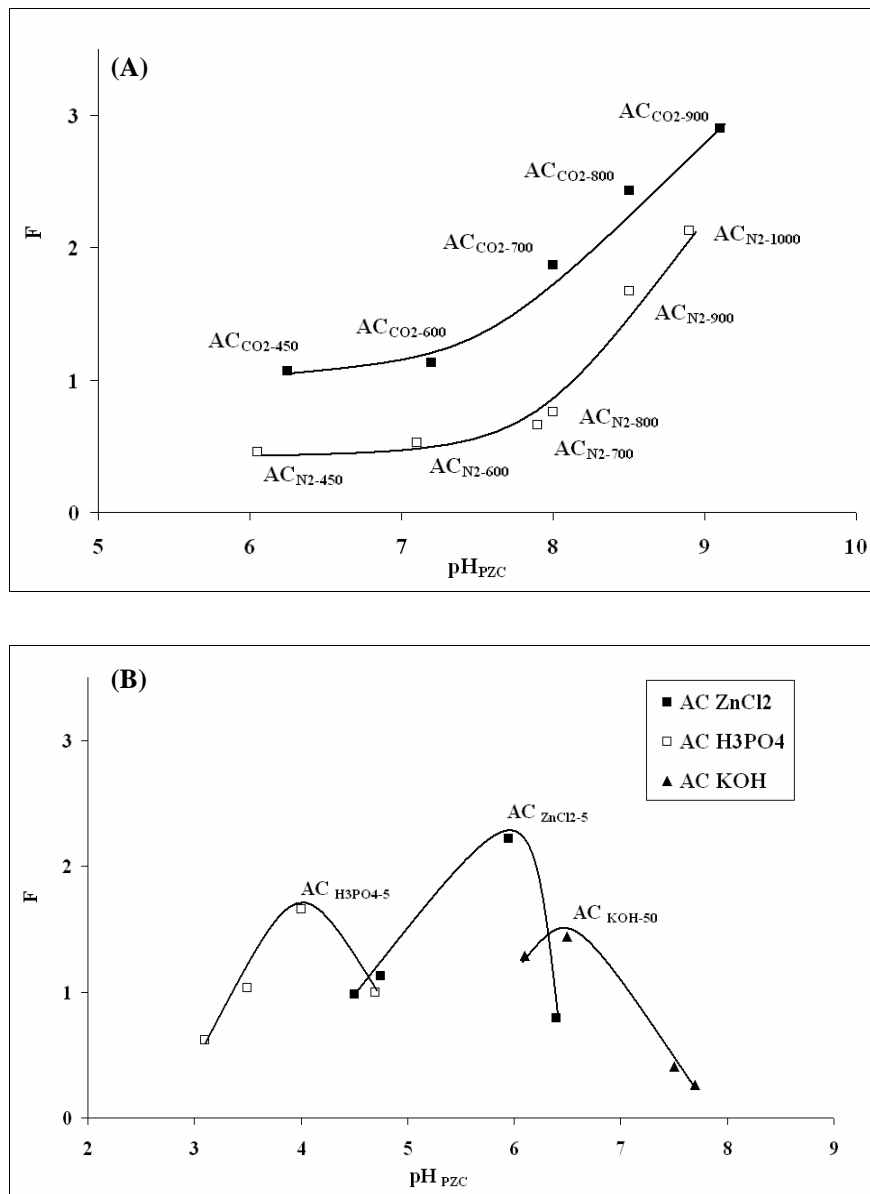 (A)
3
2
1
0
F
AC CO2-900
AC CO2-800
AC CO2-700
AC CO2-600
AC CO2-450
AC N2-1000
AC N2-900
AC N2-800
AC N2-700
AC N2-600
AC N2-450
5 6 7 8 9 10
pH PZC
(B)
3
2
1
0
F
AC ZnCl2
AC H3PO4
AC KOH
AC ZnCl2-5
AC H3PO4-5
AC KOH-50
2 3 4 5 6 7 8 9
pH PZC